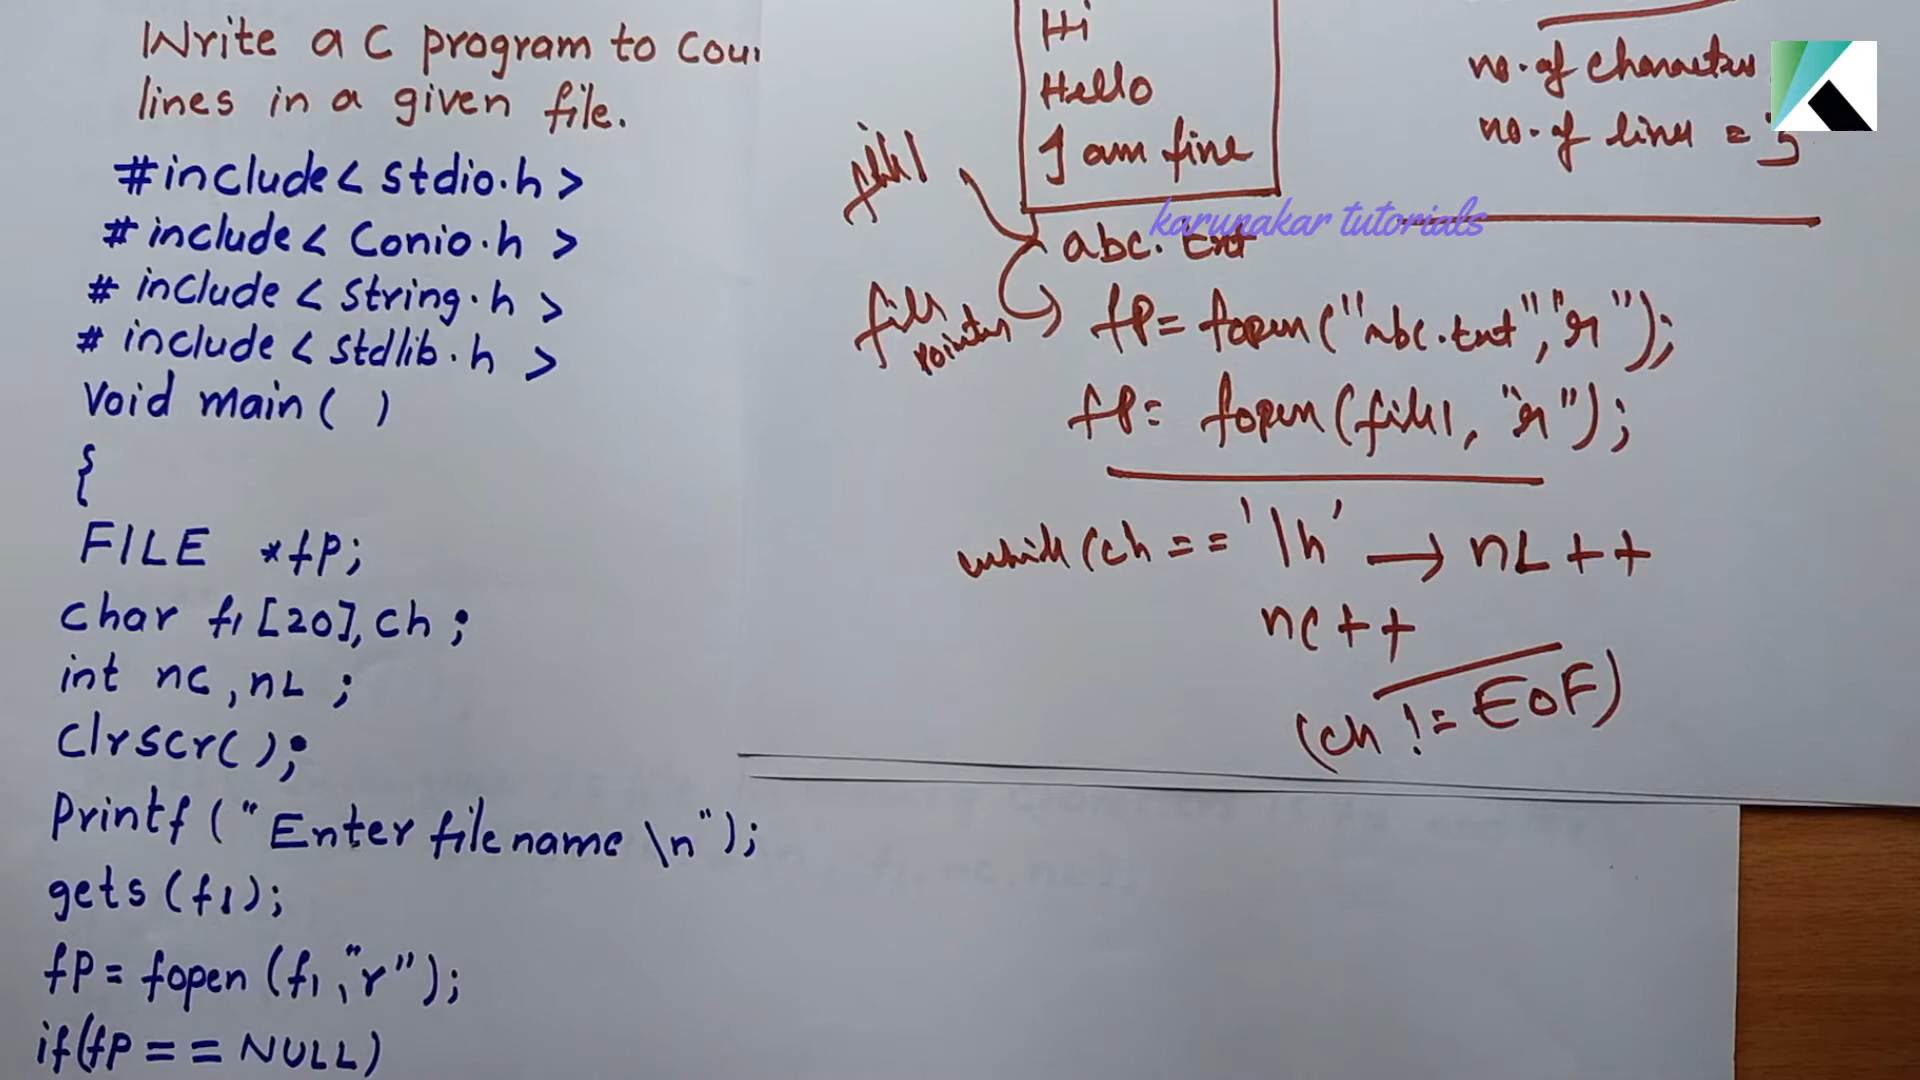 Write a C program to Cou
lines in a given file.
#include< stdio.h >
#include< Conio.h >
#include< String.h >
#include< stdlib.h >
Void main( )
{
FILE *fP;
Char f1[20],ch;
int nc,nL;
Clrscr();
Printf("Enter file name \n");
gets(f1);
fP=fopen(f1,"r");
if(fP==NULL)
Hi
Hello
I am fine
file1
abc.txt
file pointer
fP= fopen("abc.txt","r");
fP= fopen(file1, "r");
while(ch=='\n' → nL++
nc++
(ch != EOF)
no.of characters
no.of lines = 3
karunakar tutorials